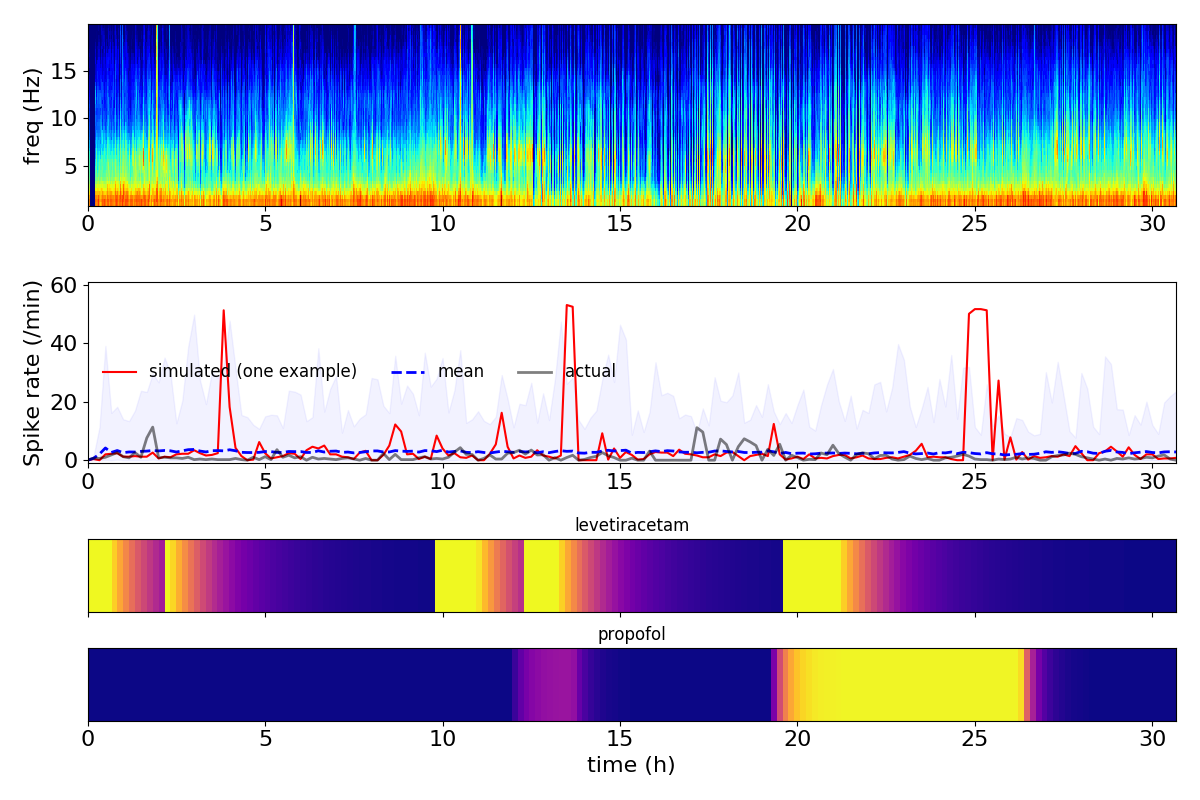 freq (Hz)
15
10
5
0 5 10 15 20 25 30
Spike rate (/min)
60
40
20
0
simulated (one example) mean actual
0 5 10 15 20 25 30
levetiracetam
propofol
0 5 10 15 20 25 30
time (h)